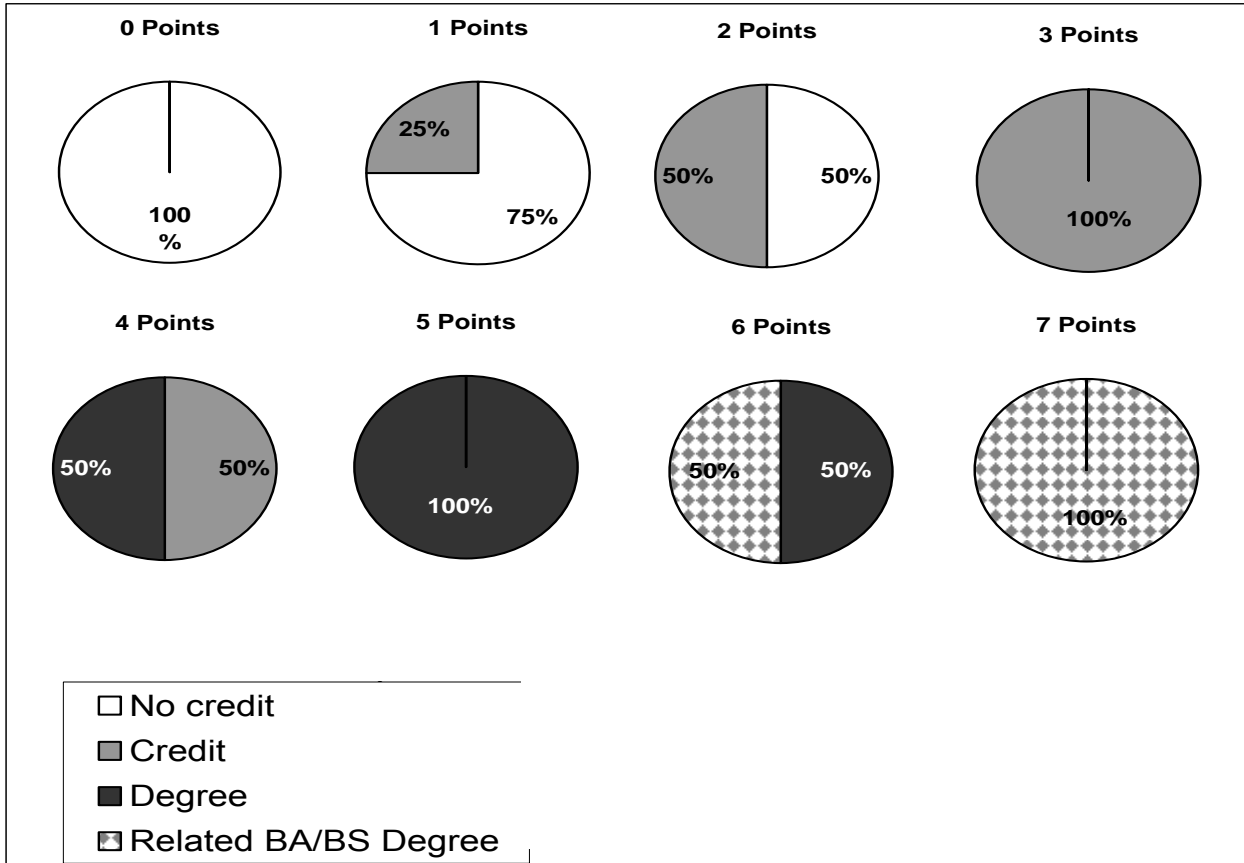 0 Points
1 Points
2 Points
3 Points
100
%
25%
75%
50%
50%
100%
4 Points
5 Points
6 Points
7 Points
50%
50%
100%
50%
50%
100%
No credit
Credit
Degree
Related BA/BS Degree